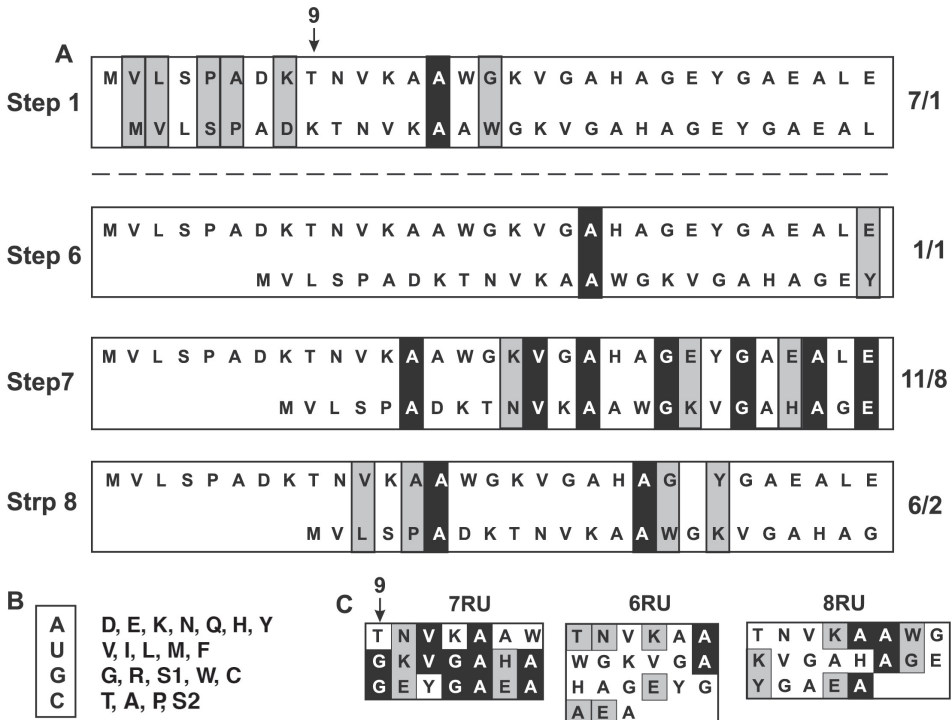 9
A
Step 1
M V L S P A D K T N V K A A W G K V G A H A G E Y G A E A L E
M V L S P A D K T N V K A A W G K V G A H A G E Y G A E A L
7/1
Step 6
M V L S P A D K T N V K A A W G K V G A H A G E Y G A E A L E
M V L S P A D K T N V K A A W G K V G A H A G E Y
1/1
Step7
M V L S P A D K T N V K A A W G K V G A H A G E Y G A E A L E
M V L S P A D K T N V K A A W G K V G A H A G E
11/8
Strp 8
M V L S P A D K T N V K A A W G K V G A H A G Y G A E A L E
M V L S P A D K T N V K A A W G K V G A H A G
6/2
B
A D, E, K, N, Q, H, Y
U V, I, L, M, F
G G, R, S1, W, C
C T, A, P, S2
C
9
7RU
T N V K A A W
G K V G A H A
G E Y G A E A
6RU
T N V K A A
W G K V G A
H A G E Y G
A E A
8RU
T N V K A A W G
K V G A H A G E
Y G A E A